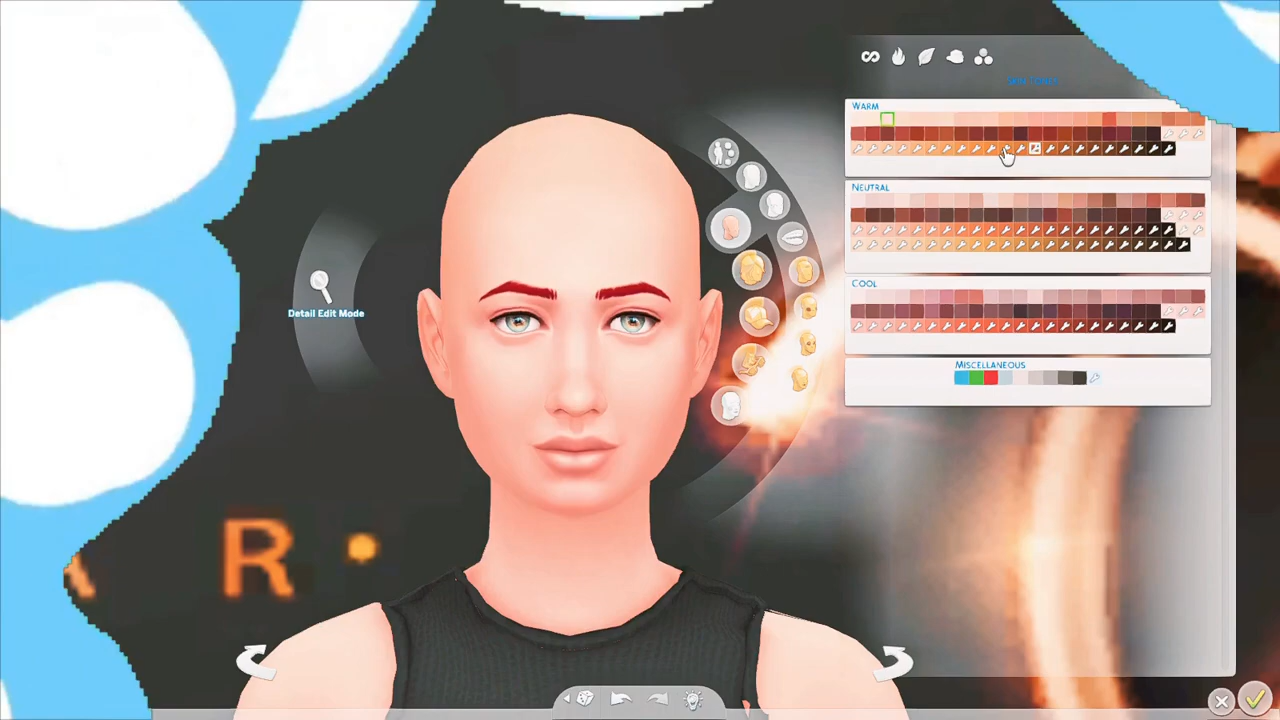 WARM
NEUTRAL
Detail Edit Mode
COOL
MISCELLANEOUS
R